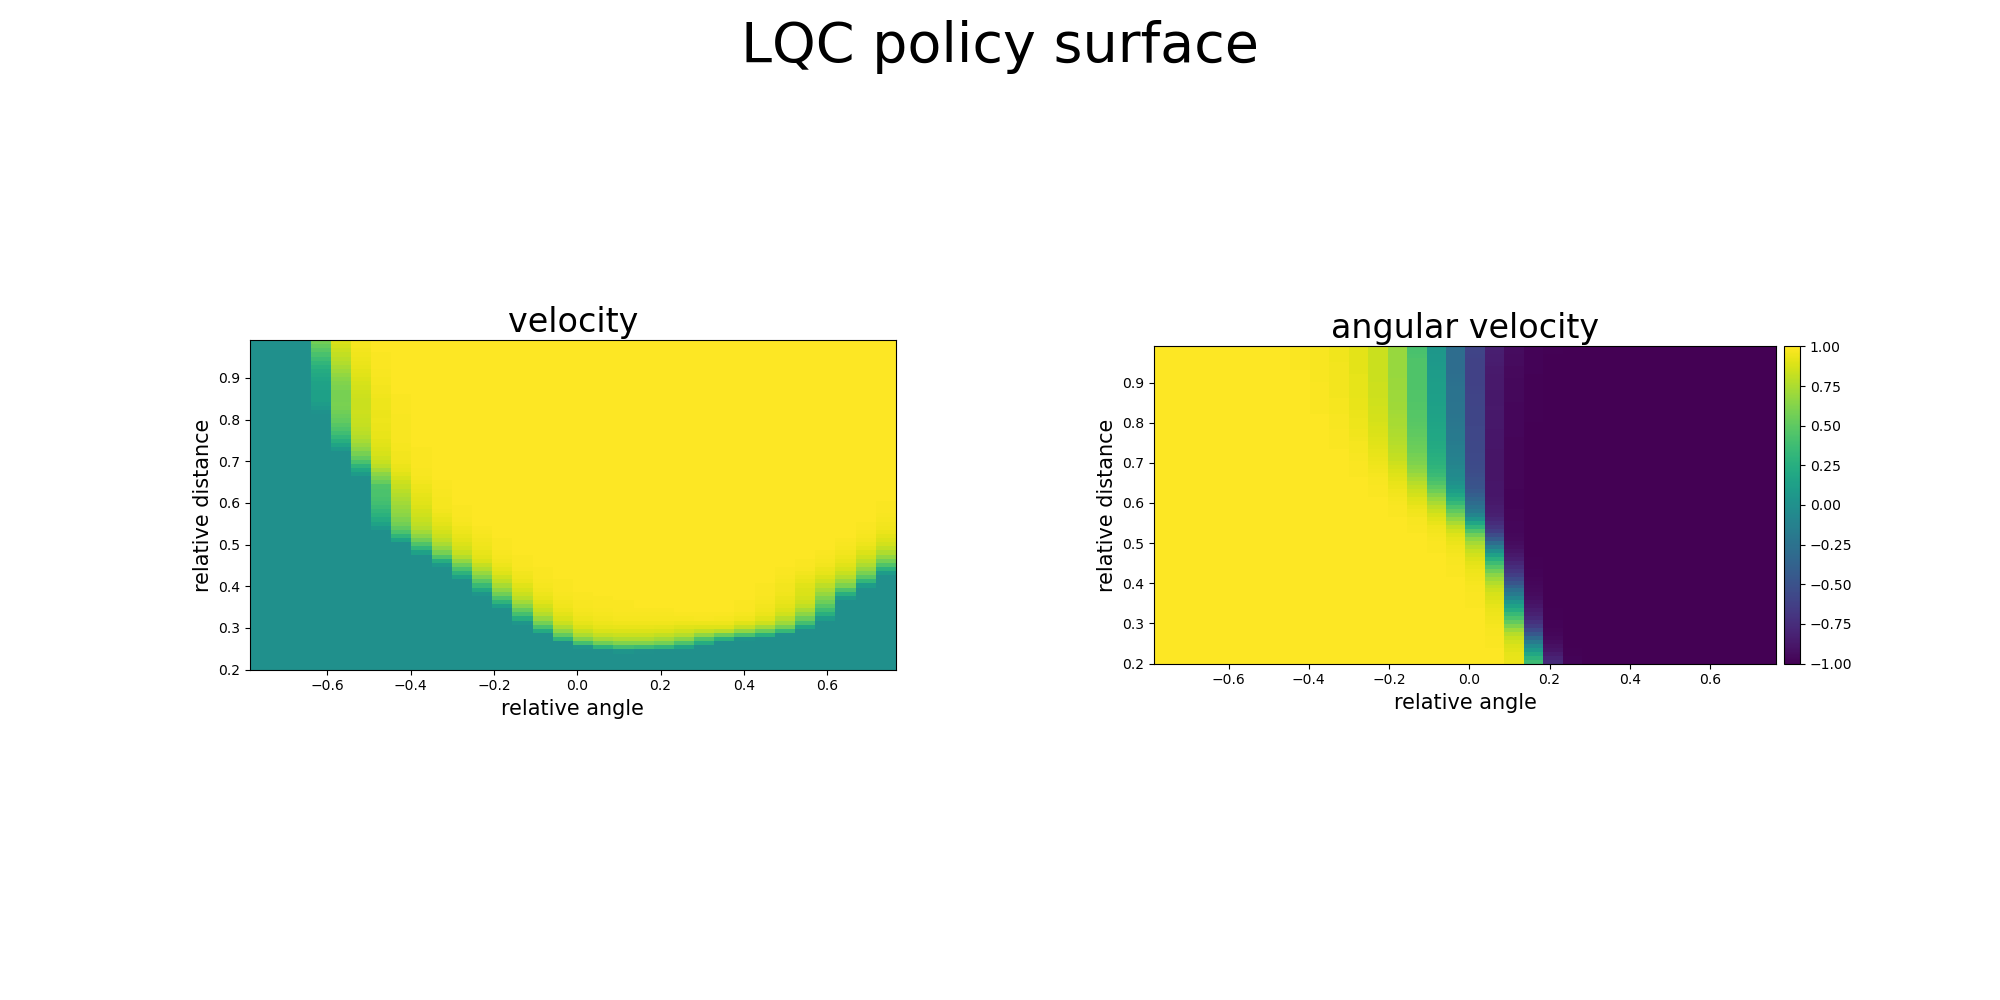 LQC policy surface
velocity
relative distance
0.9
0.8
0.7
0.6
0.5
0.4
0.3
0.2
−0.6 −0.4 −0.2 0.0 0.2 0.4 0.6
relative angle
angular velocity
relative distance
0.9
0.8
0.7
0.6
0.5
0.4
0.3
0.2
−0.6 −0.4 −0.2 0.0 0.2 0.4 0.6
relative angle
1.00
0.75
0.50
0.25
0.00
−0.25
−0.50
−0.75
−1.00